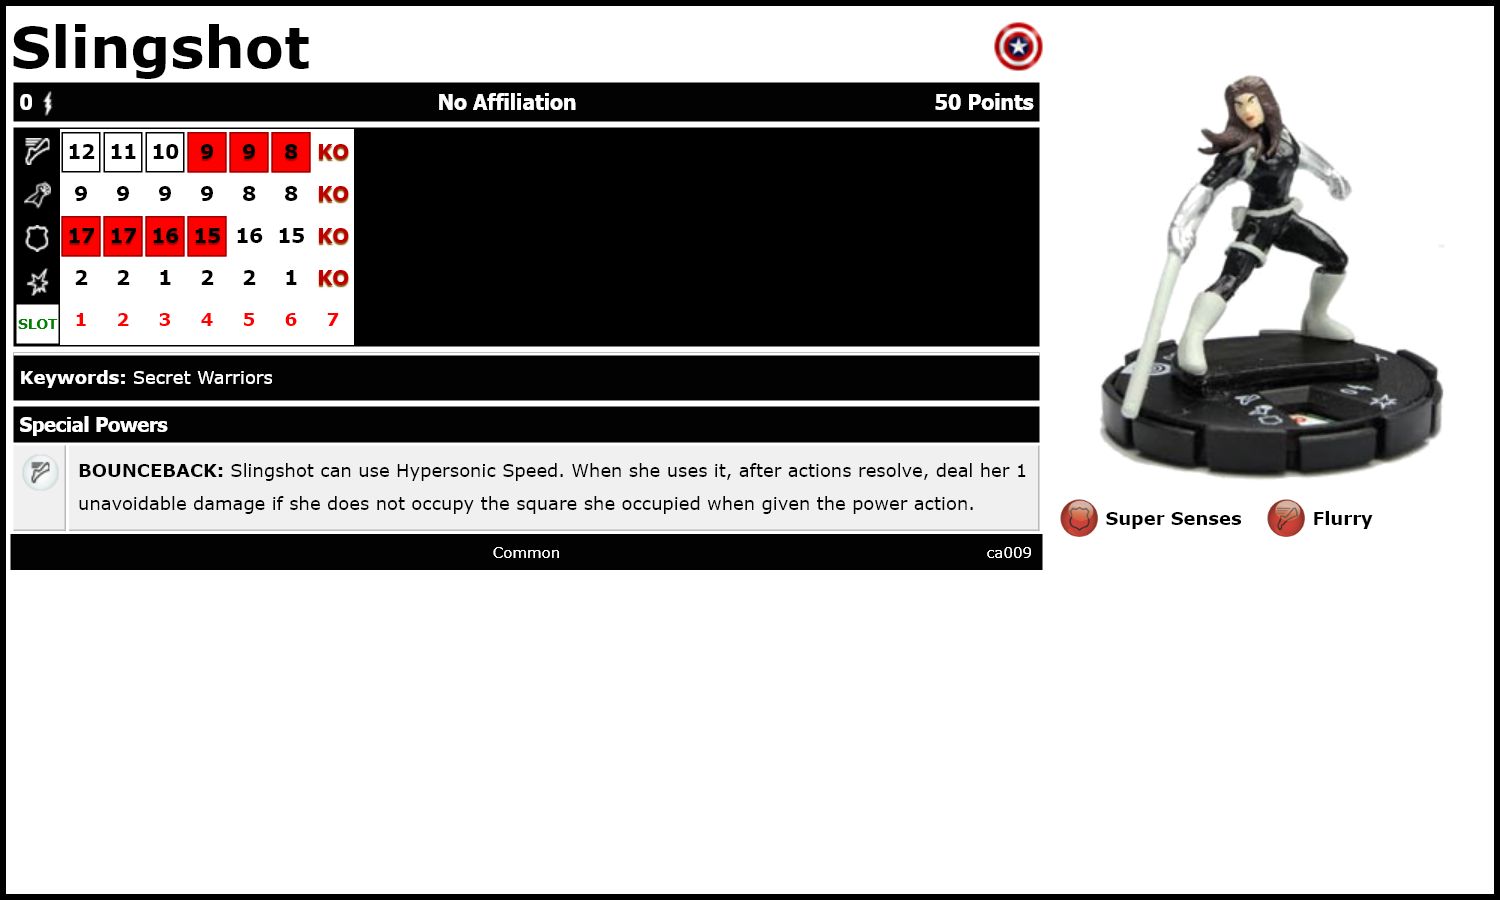 Slingshot
0 No Affiliation 50 Points
12 11 10 9 9 8 KO
9 9 9 9 8 8 KO
17 17 16 15 16 15 KO
2 2 1 2 2 1 KO
SLOT 1 2 3 4 5 6 7
Keywords: Secret Warriors
Special Powers
BOUNCEBACK: Slingshot can use Hypersonic Speed. When she uses it, after actions resolve, deal her 1
unavoidable damage if she does not occupy the square she occupied when given the power action.
Super Senses Flurry
Common ca009